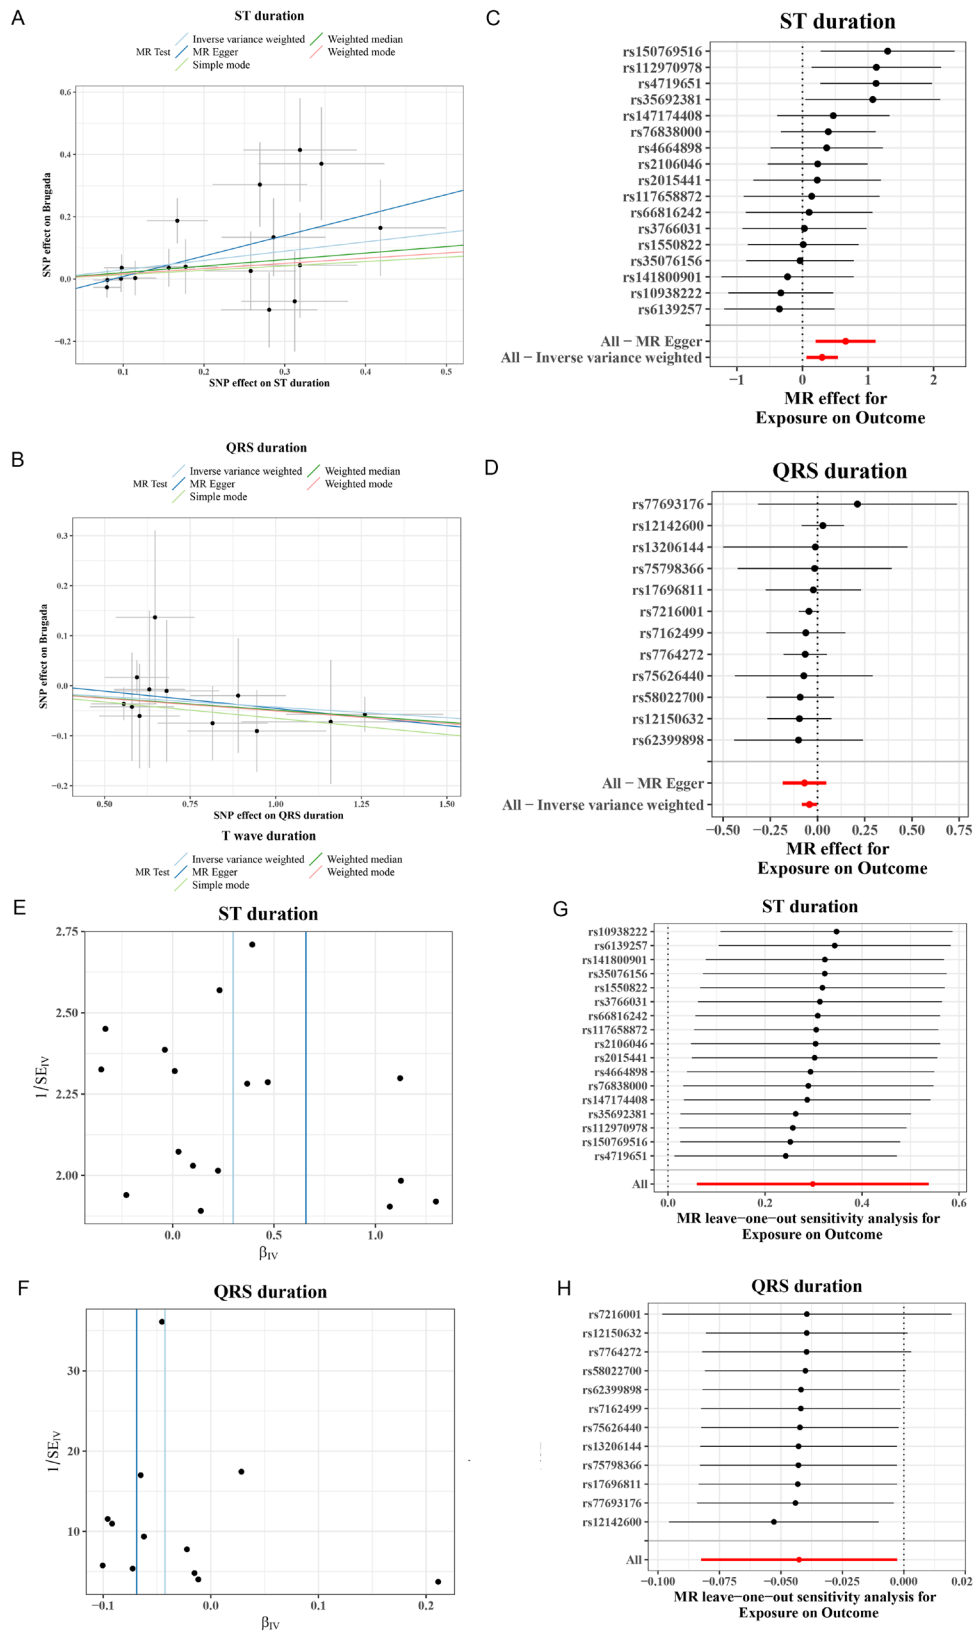 A
ST duration
Inverse variance weighted
Weighted median
MR Test
MR Egger
Weighted mode
Simple mode
0.6
0.4
0.2
0.0
−0.2
SNP effect on Brugada
0.1
0.2
0.3
0.4
0.5
SNP effect on ST duration
C
ST duration
rs150769516
rs112970978
rs4719651
rs35692381
rs147174408
rs76838000
rs4664898
rs2106046
rs2015441
rs117658872
rs66816242
rs3766031
rs1550822
rs35076156
rs141800901
rs10938222
rs6139257
All − MR Egger
All − Inverse variance weighted
−1
0
1
2
MR effect for
Exposure on Outcome
B
QRS duration
Inverse variance weighted
Weighted median
MR Test
MR Egger
Weighted mode
Simple mode
0.3
0.2
0.1
0.0
−0.1
−0.2
SNP effect on Brugada
0.50
0.75
1.00
1.25
1.50
SNP effect on QRS duration
D
QRS duration
rs77693176
rs12142600
rs13206144
rs75798366
rs17696811
rs7216001
rs7162499
rs7764272
rs75626440
rs58022700
rs12150632
rs62399898
All − MR Egger
All − Inverse variance weighted
−0.50
−0.25
0.00
0.25
0.50
0.75
MR effect for
Exposure on Outcome
T wave duration
Inverse variance weighted
Weighted median
MR Test
MR Egger
Weighted mode
Simple mode
E
ST duration
2.75
2.50
2.25
2.00
1/SE_IV
0.0
0.5
1.0
β_IV
G
ST duration
rs10938222
rs6139257
rs141800901
rs35076156
rs1550822
rs3766031
rs66816242
rs117658872
rs2106046
rs2015441
rs4664898
rs76838000
rs147174408
rs35692381
rs112970978
rs150769516
rs4719651
All
0.0
0.2
0.4
0.6
MR leave−one−out sensitivity analysis for
Exposure on Outcome
F
QRS duration
30
20
10
1/SE_IV
−0.1
0.0
0.1
0.2
β_IV
H
QRS duration
rs7216001
rs12150632
rs7764272
rs58022700
rs62399898
rs7162499
rs75626440
rs13206144
rs75798366
rs17696811
rs77693176
rs12142600
All
−0.100
−0.075
−0.050
−0.025
0.000
0.02
MR leave−one−out sensitivity analysis for
Exposure on Outcome